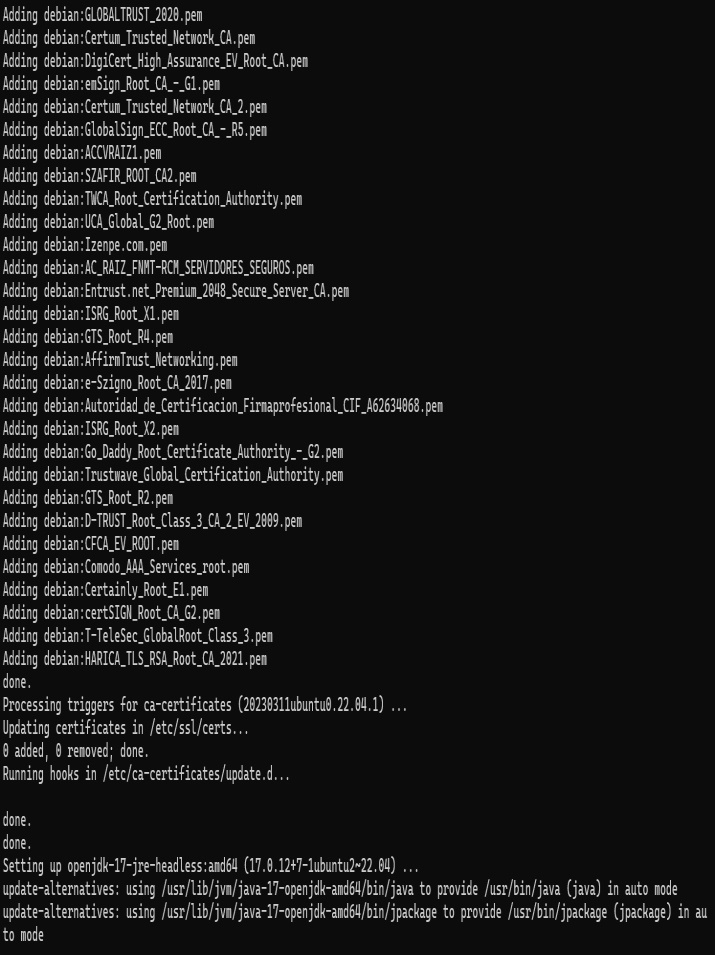 Adding debian:GLOBALTRUST_2020.pem
Adding debian:Certum_Trusted_Network_CA.pem
Adding debian:DigiCert_High_Assurance_EV_Root_CA.pem
Adding debian:emSign_Root_CA_-_G1.pem
Adding debian:Certum_Trusted_Network_CA_2.pem
Adding debian:GlobalSign_ECC_Root_CA_-_R5.pem
Adding debian:ACCVRAIZ1.pem
Adding debian:SZAFIR_ROOT_CA2.pem
Adding debian:TWCA_Root_Certification_Authority.pem
Adding debian:UCA_Global_G2_Root.pem
Adding debian:Izenpe.com.pem
Adding debian:AC_RAIZ_FNMT-RCM_SERVIDORES_SEGUROS.pem
Adding debian:Entrust.net_Premium_2048_Secure_Server_CA.pem
Adding debian:ISRG_Root_X1.pem
Adding debian:GTS_Root_R4.pem
Adding debian:AffirmTrust_Networking.pem
Adding debian:e-Szigno_Root_CA_2017.pem
Adding debian:Autoridad_de_Certificacion_Firmaprofesional_CIF_A62634068.pem
Adding debian:ISRG_Root_X2.pem
Adding debian:Go_Daddy_Root_Certificate_Authority_-_G2.pem
Adding debian:Trustwave_Global_Certification_Authority.pem
Adding debian:GTS_Root_R2.pem
Adding debian:D-TRUST_Root_Class_3_CA_2_EV_2009.pem
Adding debian:CFCA_EV_ROOT.pem
Adding debian:Comodo_AAA_Services_root.pem
Adding debian:Certainly_Root_E1.pem
Adding debian:certSIGN_Root_CA_G2.pem
Adding debian:T-TeleSec_GlobalRoot_Class_3.pem
Adding debian:HARICA_TLS_RSA_Root_CA_2021.pem
done.
Processing triggers for ca-certificates (20230311ubuntu0.22.04.1) ...
Updating certificates in /etc/ssl/certs...
0 added, 0 removed; done.
Running hooks in /etc/ca-certificates/update.d...
done.
done.
Setting up openjdk-17-jre-headless:amd64 (17.0.12+7-1ubuntu2~22.04) ...
update-alternatives: using /usr/lib/jvm/java-17-openjdk-amd64/bin/java to provide /usr/bin/java (java) in auto mode
update-alternatives: using /usr/lib/jvm/java-17-openjdk-amd64/bin/jpackage to provide /usr/bin/jpackage (jpackage) in au
to mode